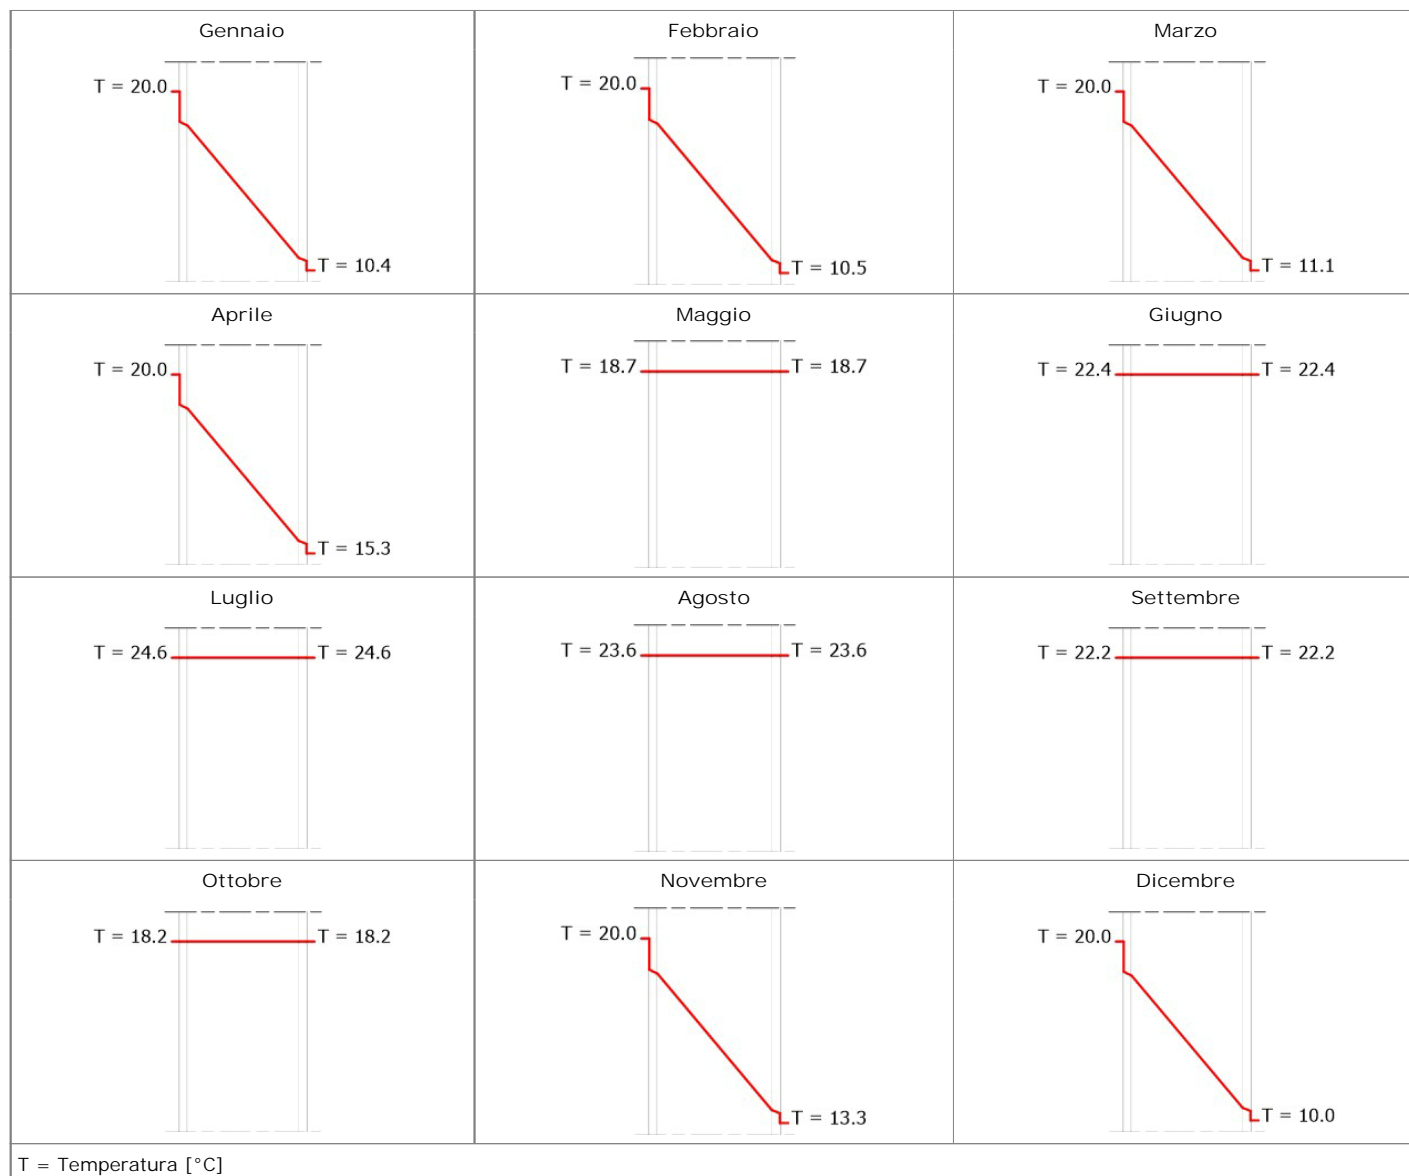 Gennaio
T = 20.0
T = 10.4
Febbraio
T = 20.0
T = 10.5
Marzo
T = 20.0
T = 11.1
Aprile
T = 20.0
T = 15.3
Maggio
T = 18.7
T = 18.7
Giugno
T = 22.4
T = 22.4
Luglio
T = 24.6
T = 24.6
Agosto
T = 23.6
T = 23.6
Settembre
T = 22.2
T = 22.2
Ottobre
T = 18.2
T = 18.2
Novembre
T = 20.0
T = 13.3
Dicembre
T = 20.0
T = 10.0
T = Temperatura [°C]